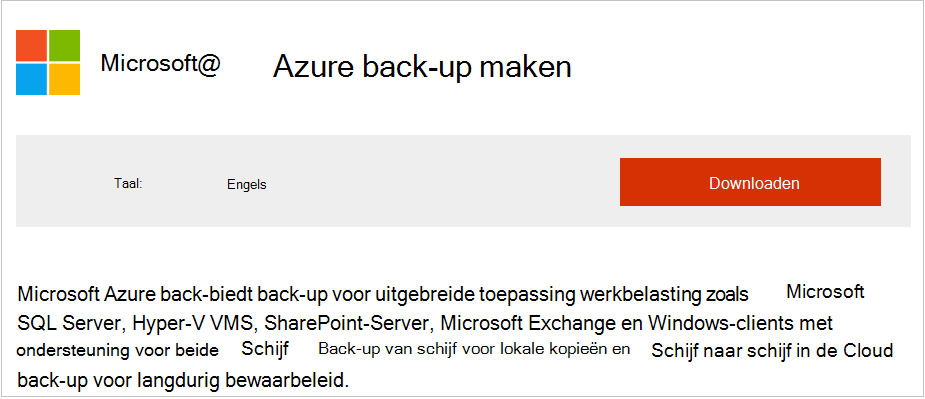 Microsoft@ Azure back-up maken
Taal: Engels Downloaden
Microsoft Azure back-biedt back-up voor uitgebreide toepassing werkbelasting zoals Microsoft
SQL Server, Hyper-V VMS, SharePoint-Server, Microsoft Exchange en Windows-clients met
ondersteuning voor beide Schijf Back-up van schijf voor lokale kopieën en Schijf naar schijf in de Cloud
back-up voor langdurig bewaarbeleid.